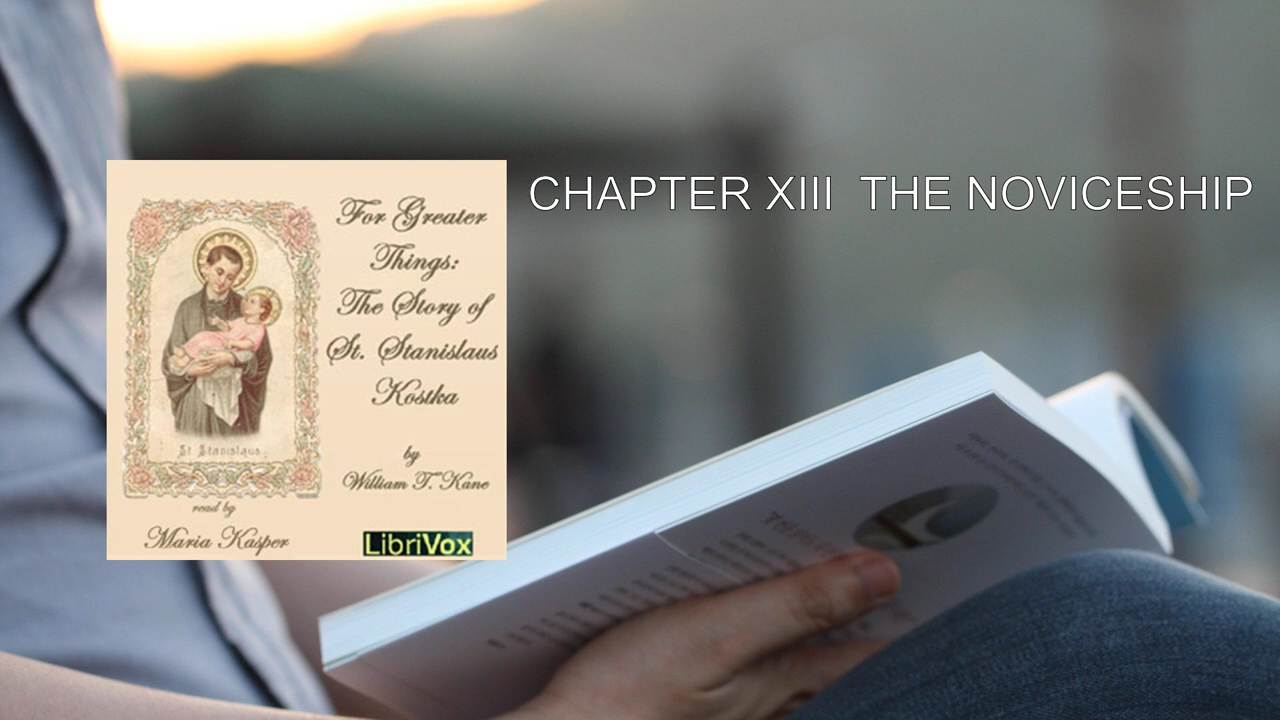 CHAPTER XIII  THE NOVICESHIP
For Greater
Things:
The Story of
St. Stanislaus
Kostka
by
William T. Kane
St. Stanislaus
read by
Maria Kasper
LibriVox